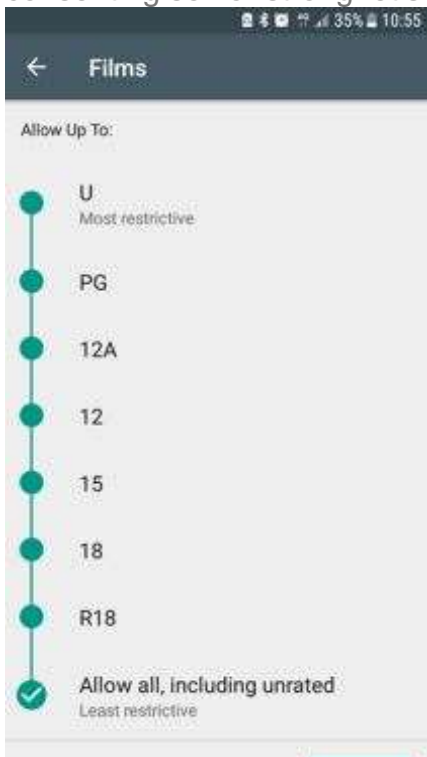 35% 10:55
Films
Allow Up To:
U
Most restrictive
PG
12A
12
15
18
R18
Allow all, including unrated
Least restrictive